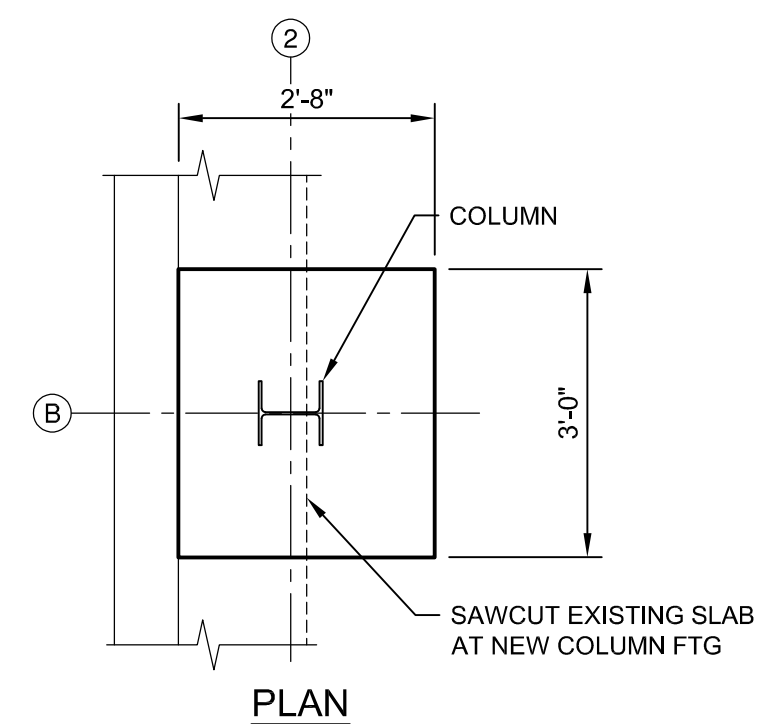 2
2'-8"
COLUMN
B
3'-0"
SAWCUT EXISTING SLAB
AT NEW COLUMN FTG
PLAN